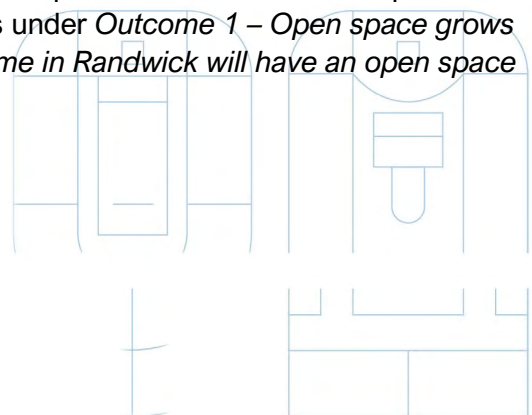 s under Outcome 1 – Open space grows
me in Randwick will have an open space